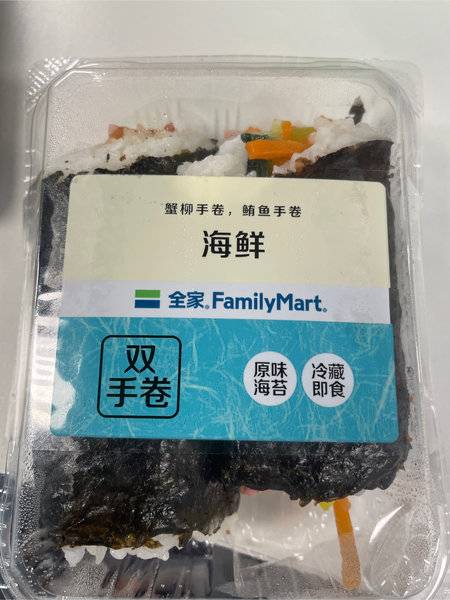 蟹柳手卷，鲔鱼手卷
海鲜
全家®FamilyMart®
双
手卷
原味
海苔
冷藏
即食